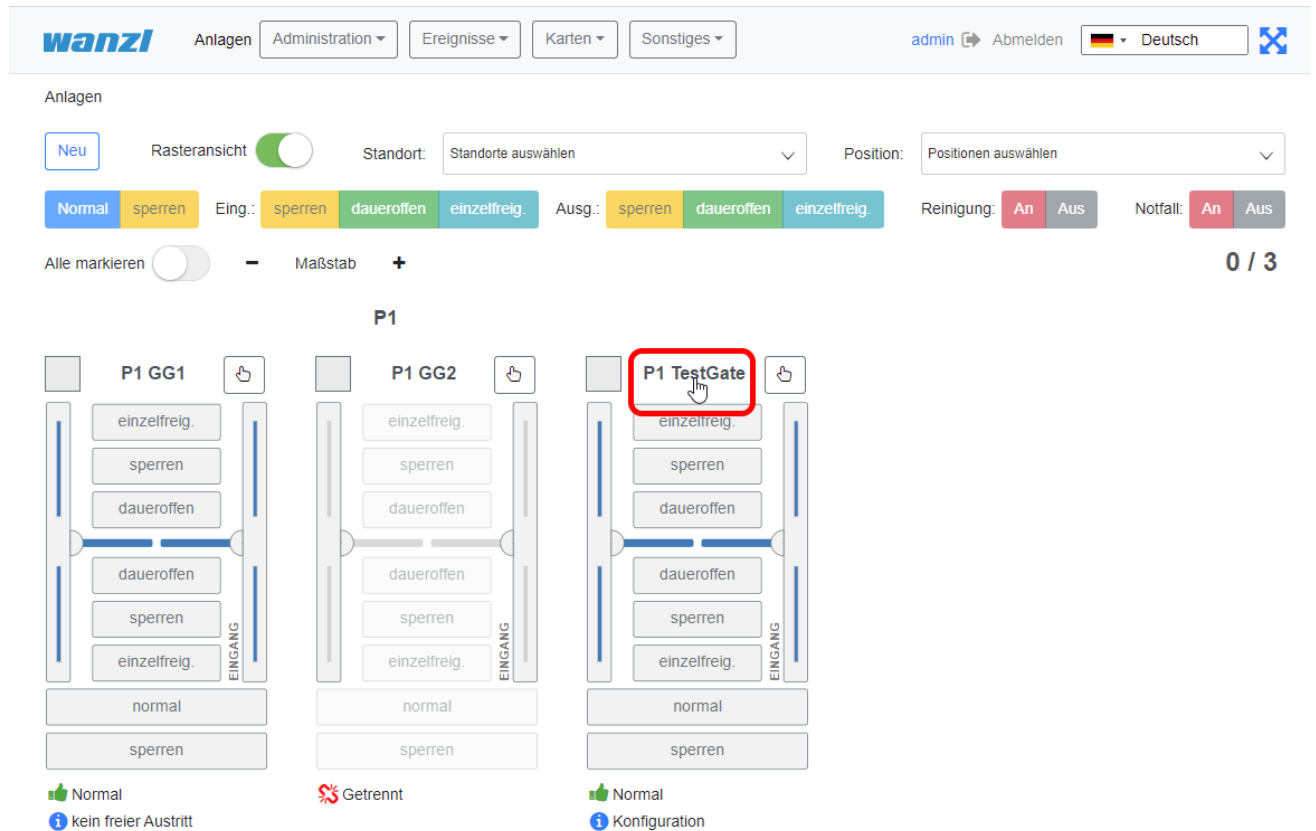 wanzl Anlagen Administration Ereignisse Karten Sonstiges admin Abmelden Deutsch
Anlagen
Neu Rasteransicht Standort: Standorte auswählen Position: Positionen auswählen
Normal sperren Eing.: sperren daueroffen einzelfreig. Ausg.: sperren daueroffen einzelfreig. Reinigung: An Aus Notfall: An Aus
Alle markieren − Maßstab + 0 / 3
P1
P1 GG1 P1 GG2 P1 TestGate
einzelfreig. einzelfreig. einzelfreig.
sperren sperren sperren
daueroffen daueroffen daueroffen
daueroffen daueroffen daueroffen
sperren sperren sperren
EINGANG EINGANG EINGANG
einzelfreig. einzelfreig. einzelfreig.
normal normal normal
sperren sperren sperren
Normal Getrennt Normal
kein freier Austritt Konfiguration